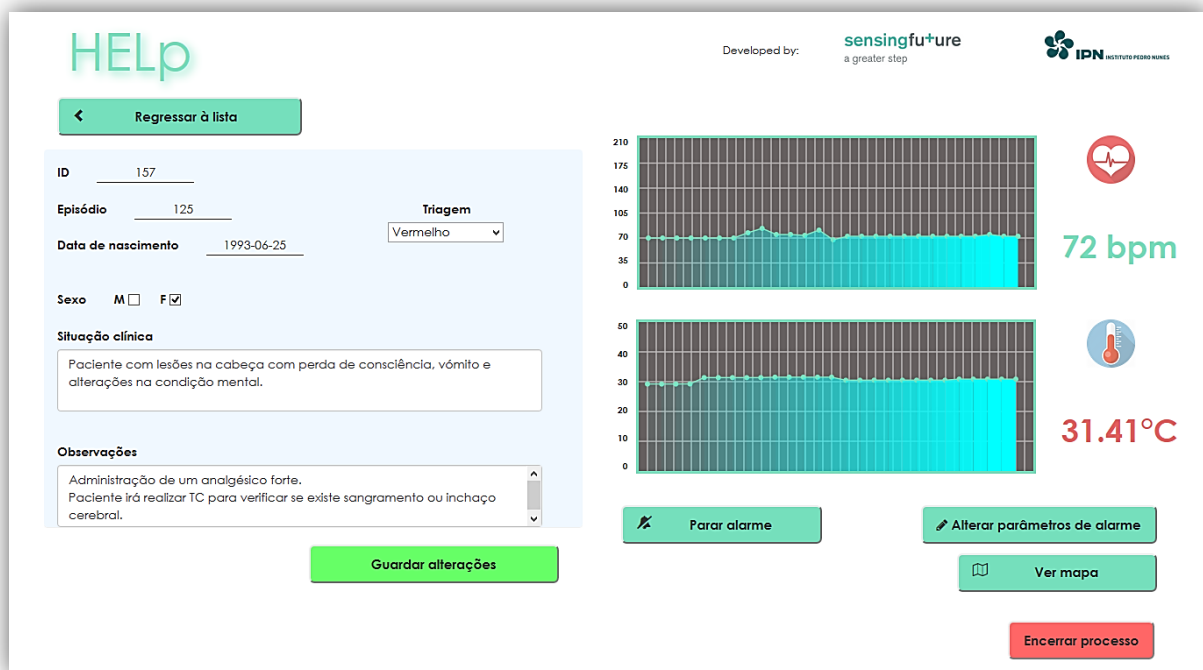 HELp
Developed by:
sensingfuture
a greater step
IPN INSTITUTO PEDRO NUNES
Regressar à lista
ID 157
Episódio 125
Triagem
Vermelho
Data de nascimento 1993-06-25
Sexo M F
Situação clínica
Paciente com lesões na cabeça com perda de consciência, vómito e
alterações na condição mental.
Observações
Administração de um analgésico forte.
Paciente irá realizar TC para verificar se existe sangramento ou inchaço
cerebral.
Guardar alterações
210
175
140
105
70
35
0
72 bpm
50
40
30
20
10
0
31.41°C
Parar alarme
Alterar parâmetros de alarme
Ver mapa
Encerrar processo